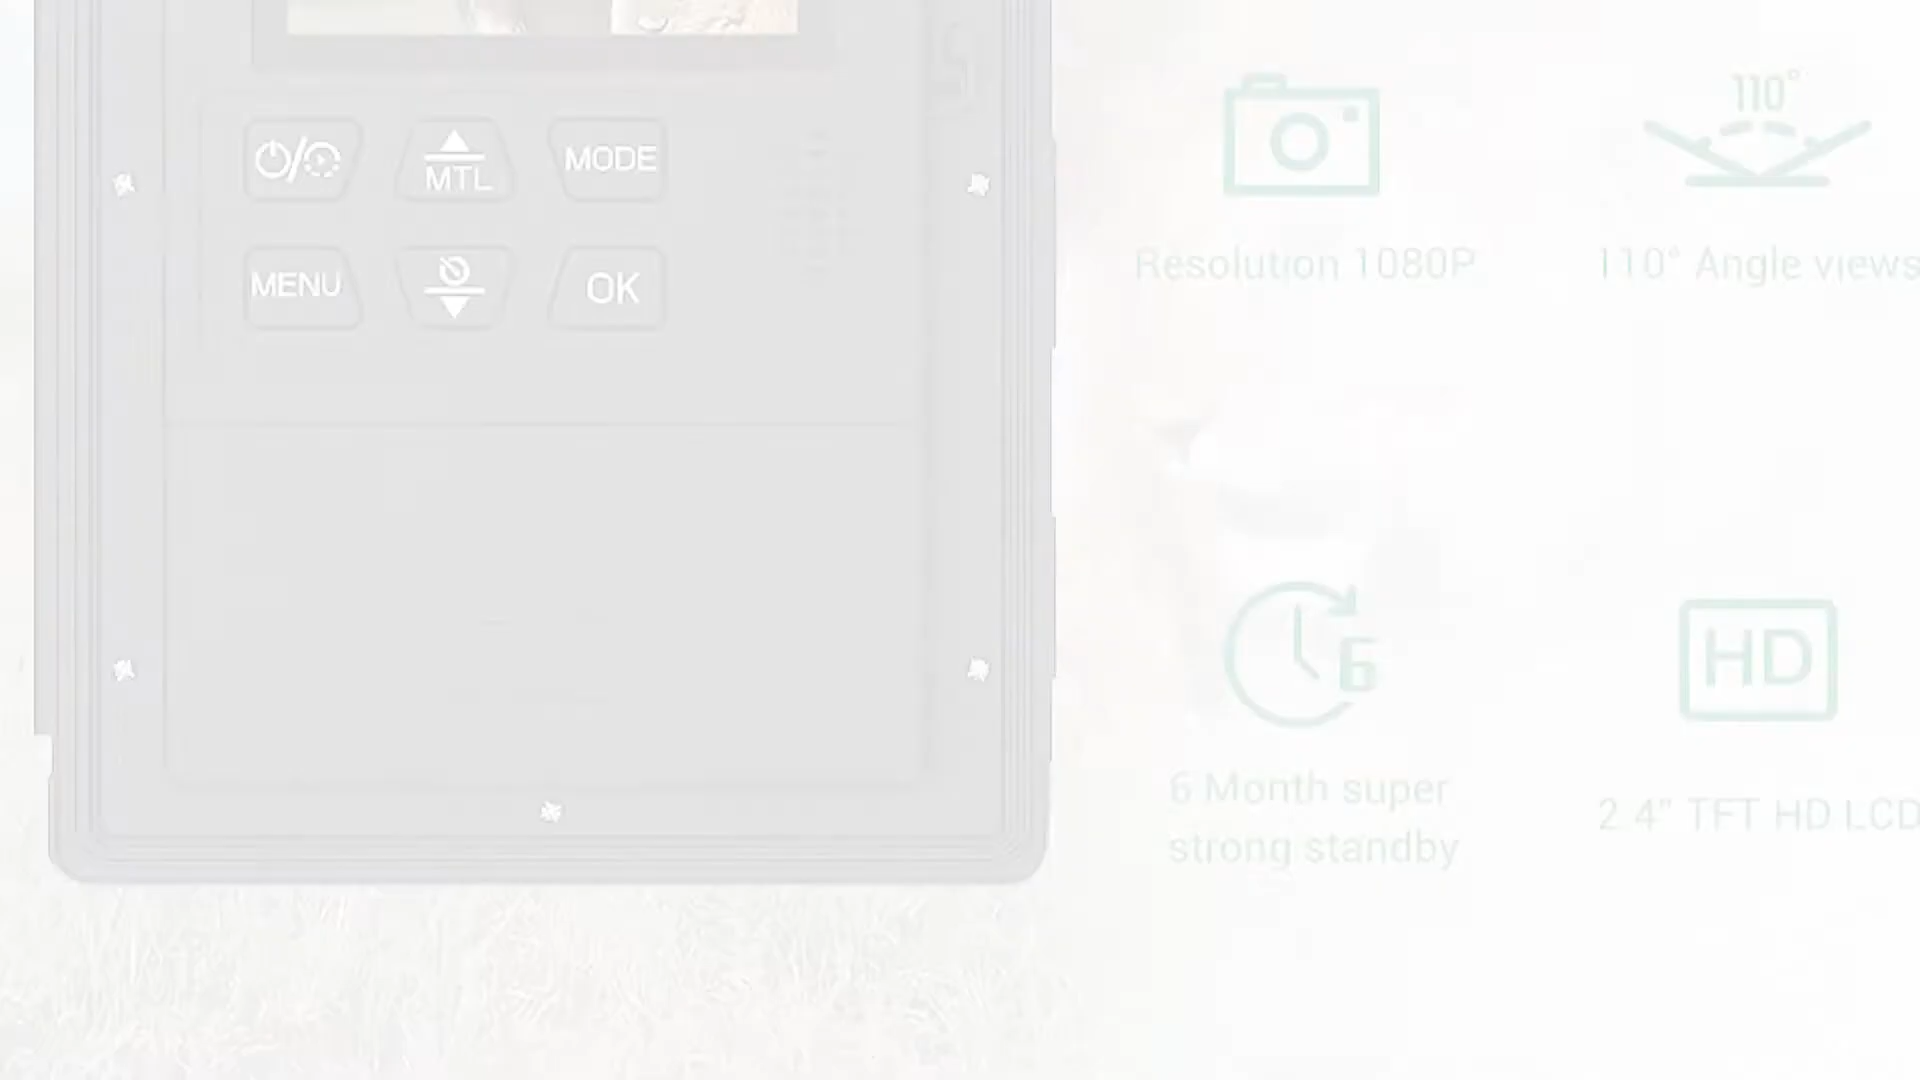 MTL
MODE
MENU
OK
110°
Resolution 1080P
110° Angle views
6
HD
6 Month super
strong standby
2.4" TFT HD LCD